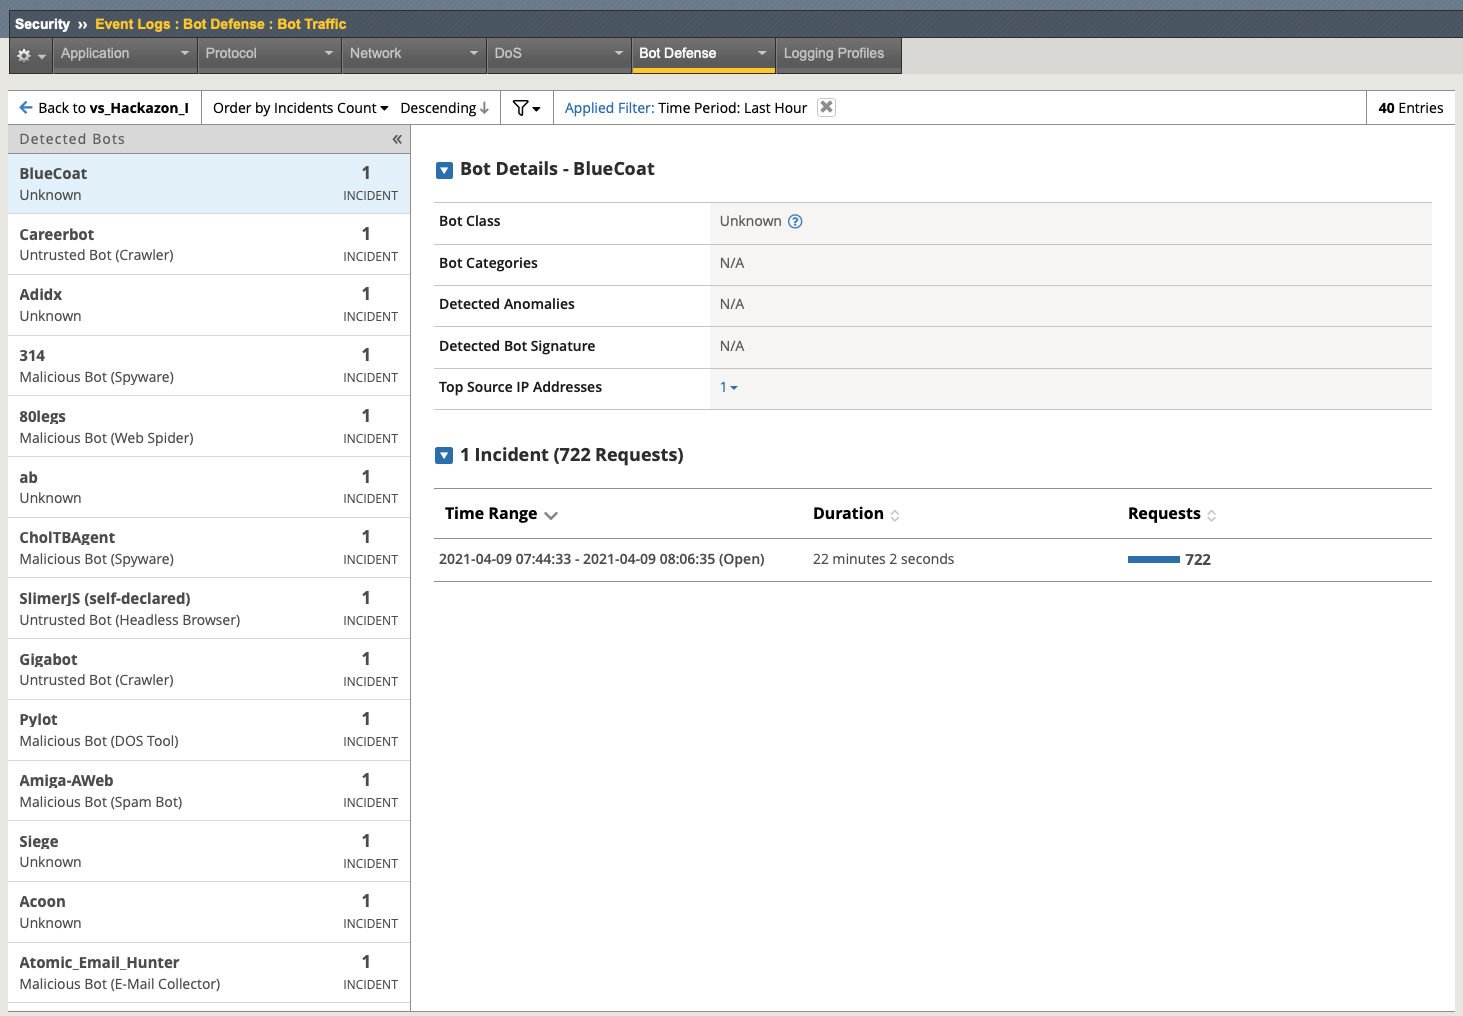 Security ›› Event Logs : Bot Defense : Bot Traffic
Application Protocol Network DoS Bot Defense Logging Profiles
Back to vs_Hackazon_I Order by Incidents Count Descending Applied Filter: Time Period: Last Hour 40 Entries
Detected Bots «
BlueCoat 1
Unknown INCIDENT
Careerbot 1
Untrusted Bot (Crawler) INCIDENT
Adidx 1
Unknown INCIDENT
314 1
Malicious Bot (Spyware) INCIDENT
80legs 1
Malicious Bot (Web Spider) INCIDENT
ab 1
Unknown INCIDENT
CholTBAgent 1
Malicious Bot (Spyware) INCIDENT
SlimerJS (self-declared) 1
Untrusted Bot (Headless Browser) INCIDENT
Gigabot 1
Untrusted Bot (Crawler) INCIDENT
Pylot 1
Malicious Bot (DOS Tool) INCIDENT
Amiga-AWeb 1
Malicious Bot (Spam Bot) INCIDENT
Siege 1
Unknown INCIDENT
Acoon 1
Unknown INCIDENT
Atomic_Email_Hunter 1
Malicious Bot (E-Mail Collector) INCIDENT
Bot Details - BlueCoat
Bot Class Unknown ?
Bot Categories N/A
Detected Anomalies N/A
Detected Bot Signature N/A
Top Source IP Addresses 1
1 Incident (722 Requests)
Time Range Duration Requests
2021-04-09 07:44:33 - 2021-04-09 08:06:35 (Open) 22 minutes 2 seconds 722